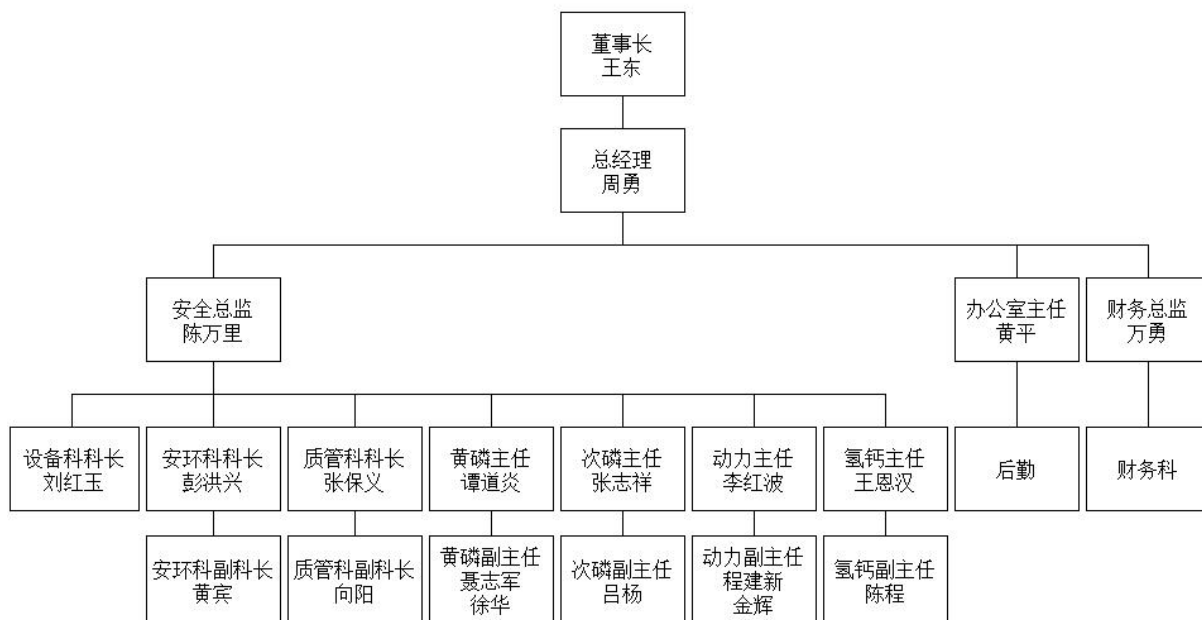 董事长
王东
总经理
周勇
安全总监
陈万里
办公室主任
黄平
财务总监
万勇
设备科科长
刘红玉
安环科科长
彭洪兴
质管科科长
张保义
黄磷主任
谭道炎
次磷主任
张志祥
动力主任
李红波
氢钙主任
王恩汉
后勤
财务科
安环科副科长
黄宾
质管科副科长
向阳
黄磷副主任
聂志军
徐华
次磷副主任
吕杨
动力副主任
程建新
金辉
氢钙副主任
陈程